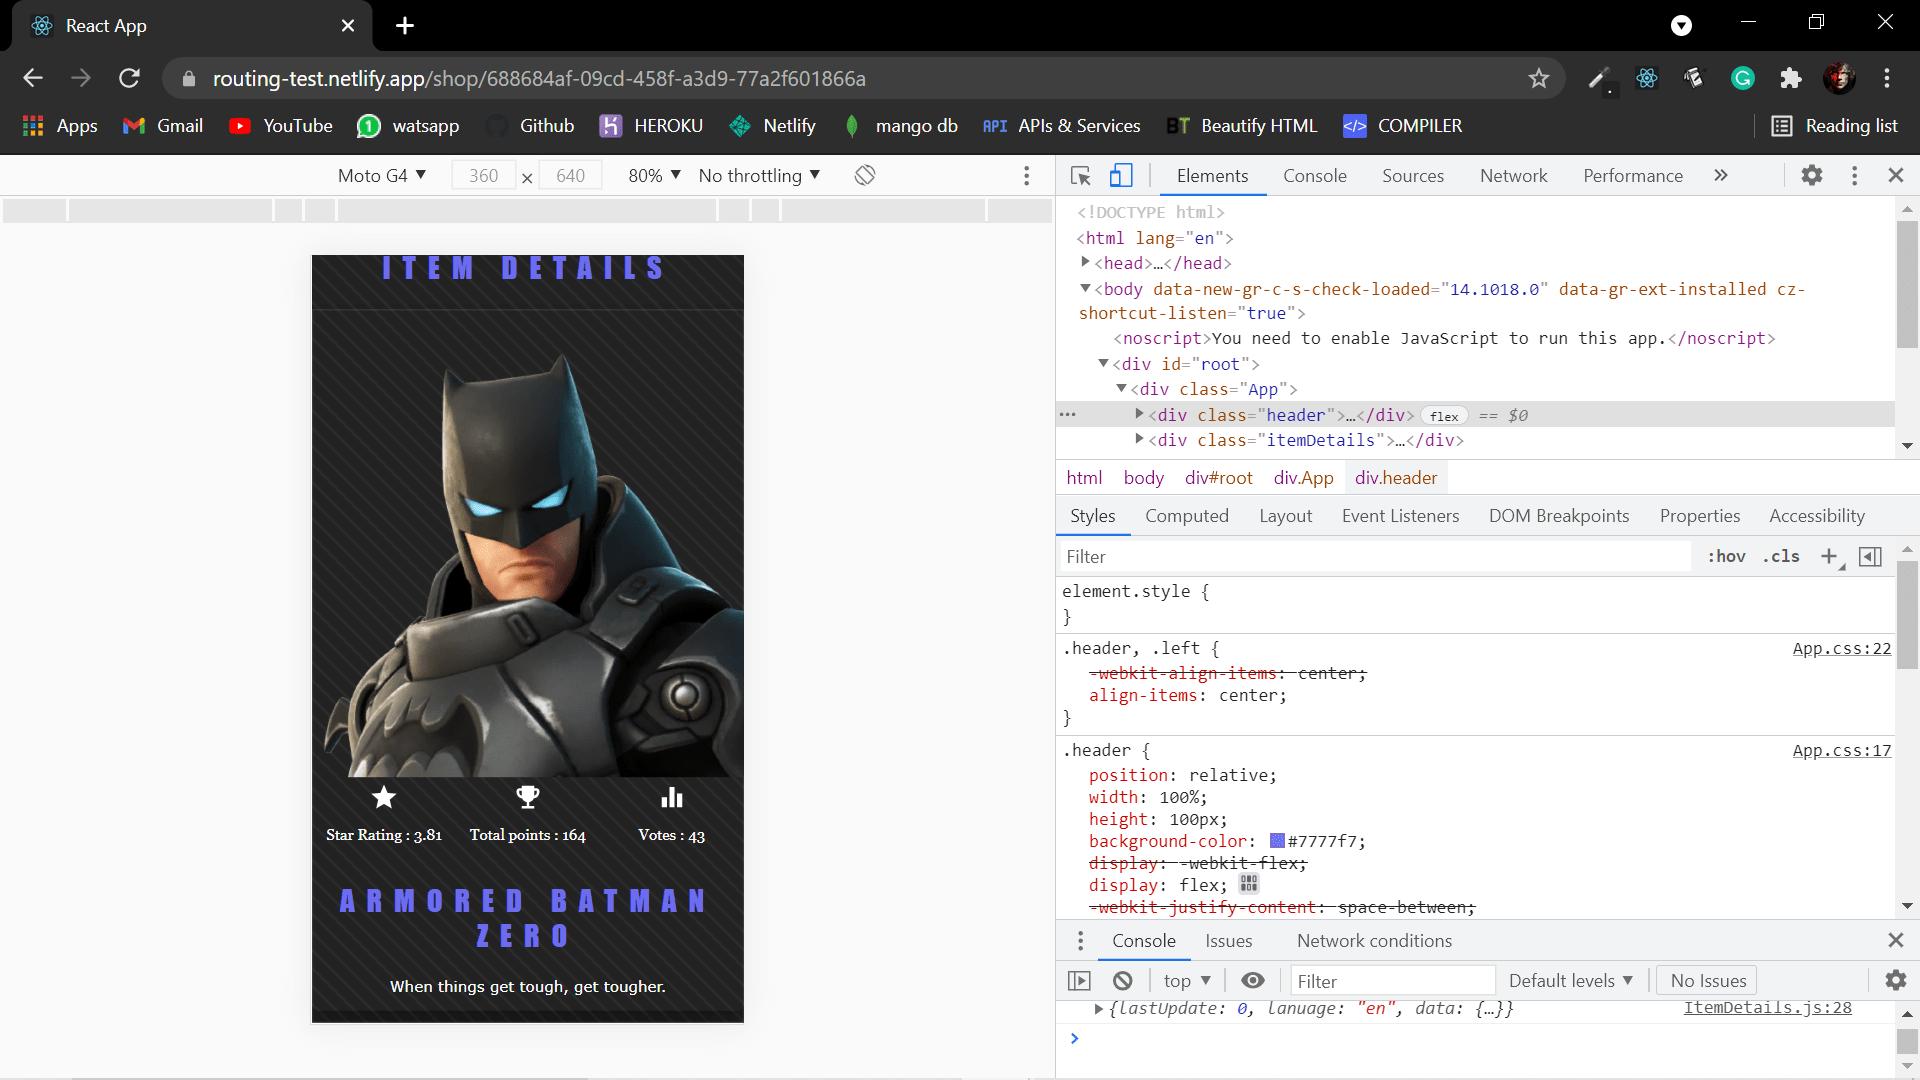 React App
routing-test.netlify.app/shop/688684af-09cd-458f-a3d9-77a2f601866a
Apps Gmail YouTube watsapp Github HEROKU Netlify mango db API APIs & Services BT Beautify HTML </> COMPILER Reading list
Moto G4 360 × 640 80% No throttling
Elements Console Sources Network Performance
<!DOCTYPE html>
<html lang="en">
<head>…</head>
<body data-new-gr-c-s-check-loaded="14.1018.0" data-gr-ext-installed cz-
shortcut-listen="true">
<noscript>You need to enable JavaScript to run this app.</noscript>
<div id="root">
<div class="App">
<div class="header">…</div> flex == $0
<div class="itemDetails">…</div>
html body div#root div.App div.header
Styles Computed Layout Event Listeners DOM Breakpoints Properties Accessibility
Filter :hov .cls +
element.style {
}
.header, .left { App.css:22
-webkit-align-items: center;
align-items: center;
}
.header { App.css:17
position: relative;
width: 100%;
height: 100px;
background-color: #7777f7;
display: -webkit-flex;
display: flex;
-webkit-justify-content: space-between;
Console Issues Network conditions
top Filter Default levels No Issues
{lastUpdate: 0, lanuage: "en", data: {…}} ItemDetails.js:28
ITEM DETAILS
Star Rating : 3.81 Total points : 164 Votes : 43
ARMORED BATMAN
ZERO
When things get tough, get tougher.